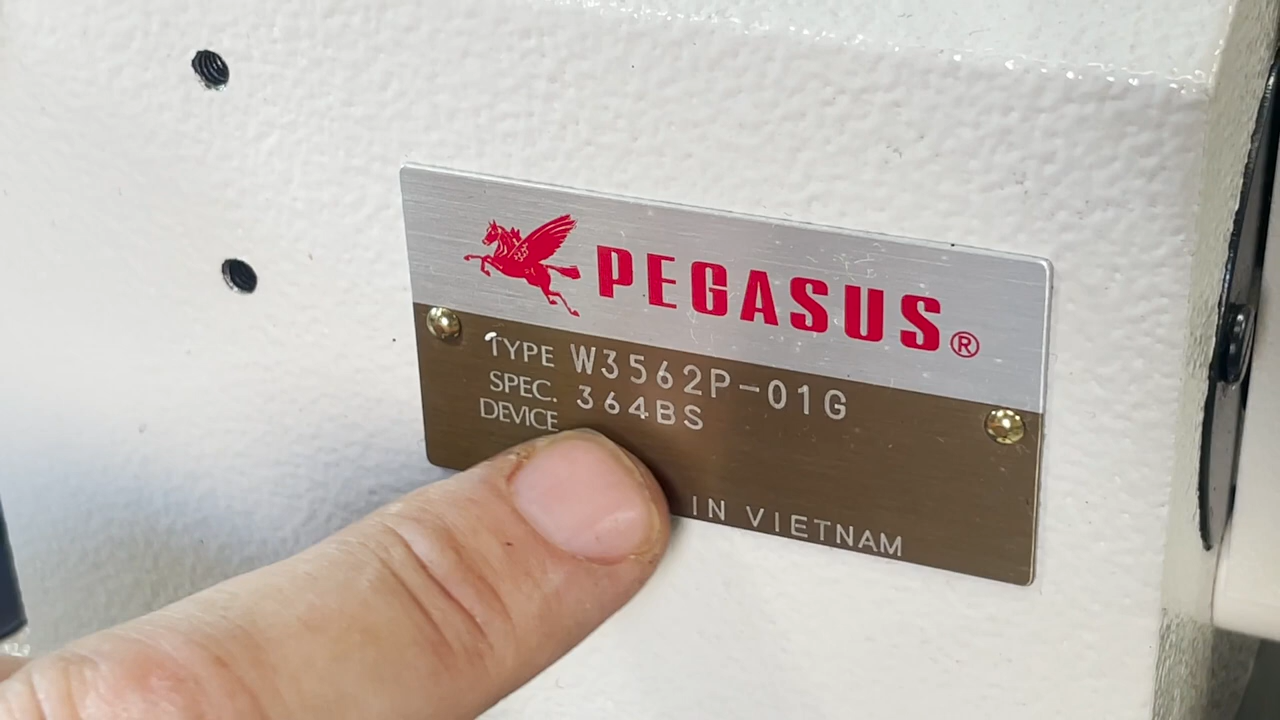 PEGASUS®
TYPE W3562P-01G
SPEC. 364BS
DEVICE
IN VIETNAM